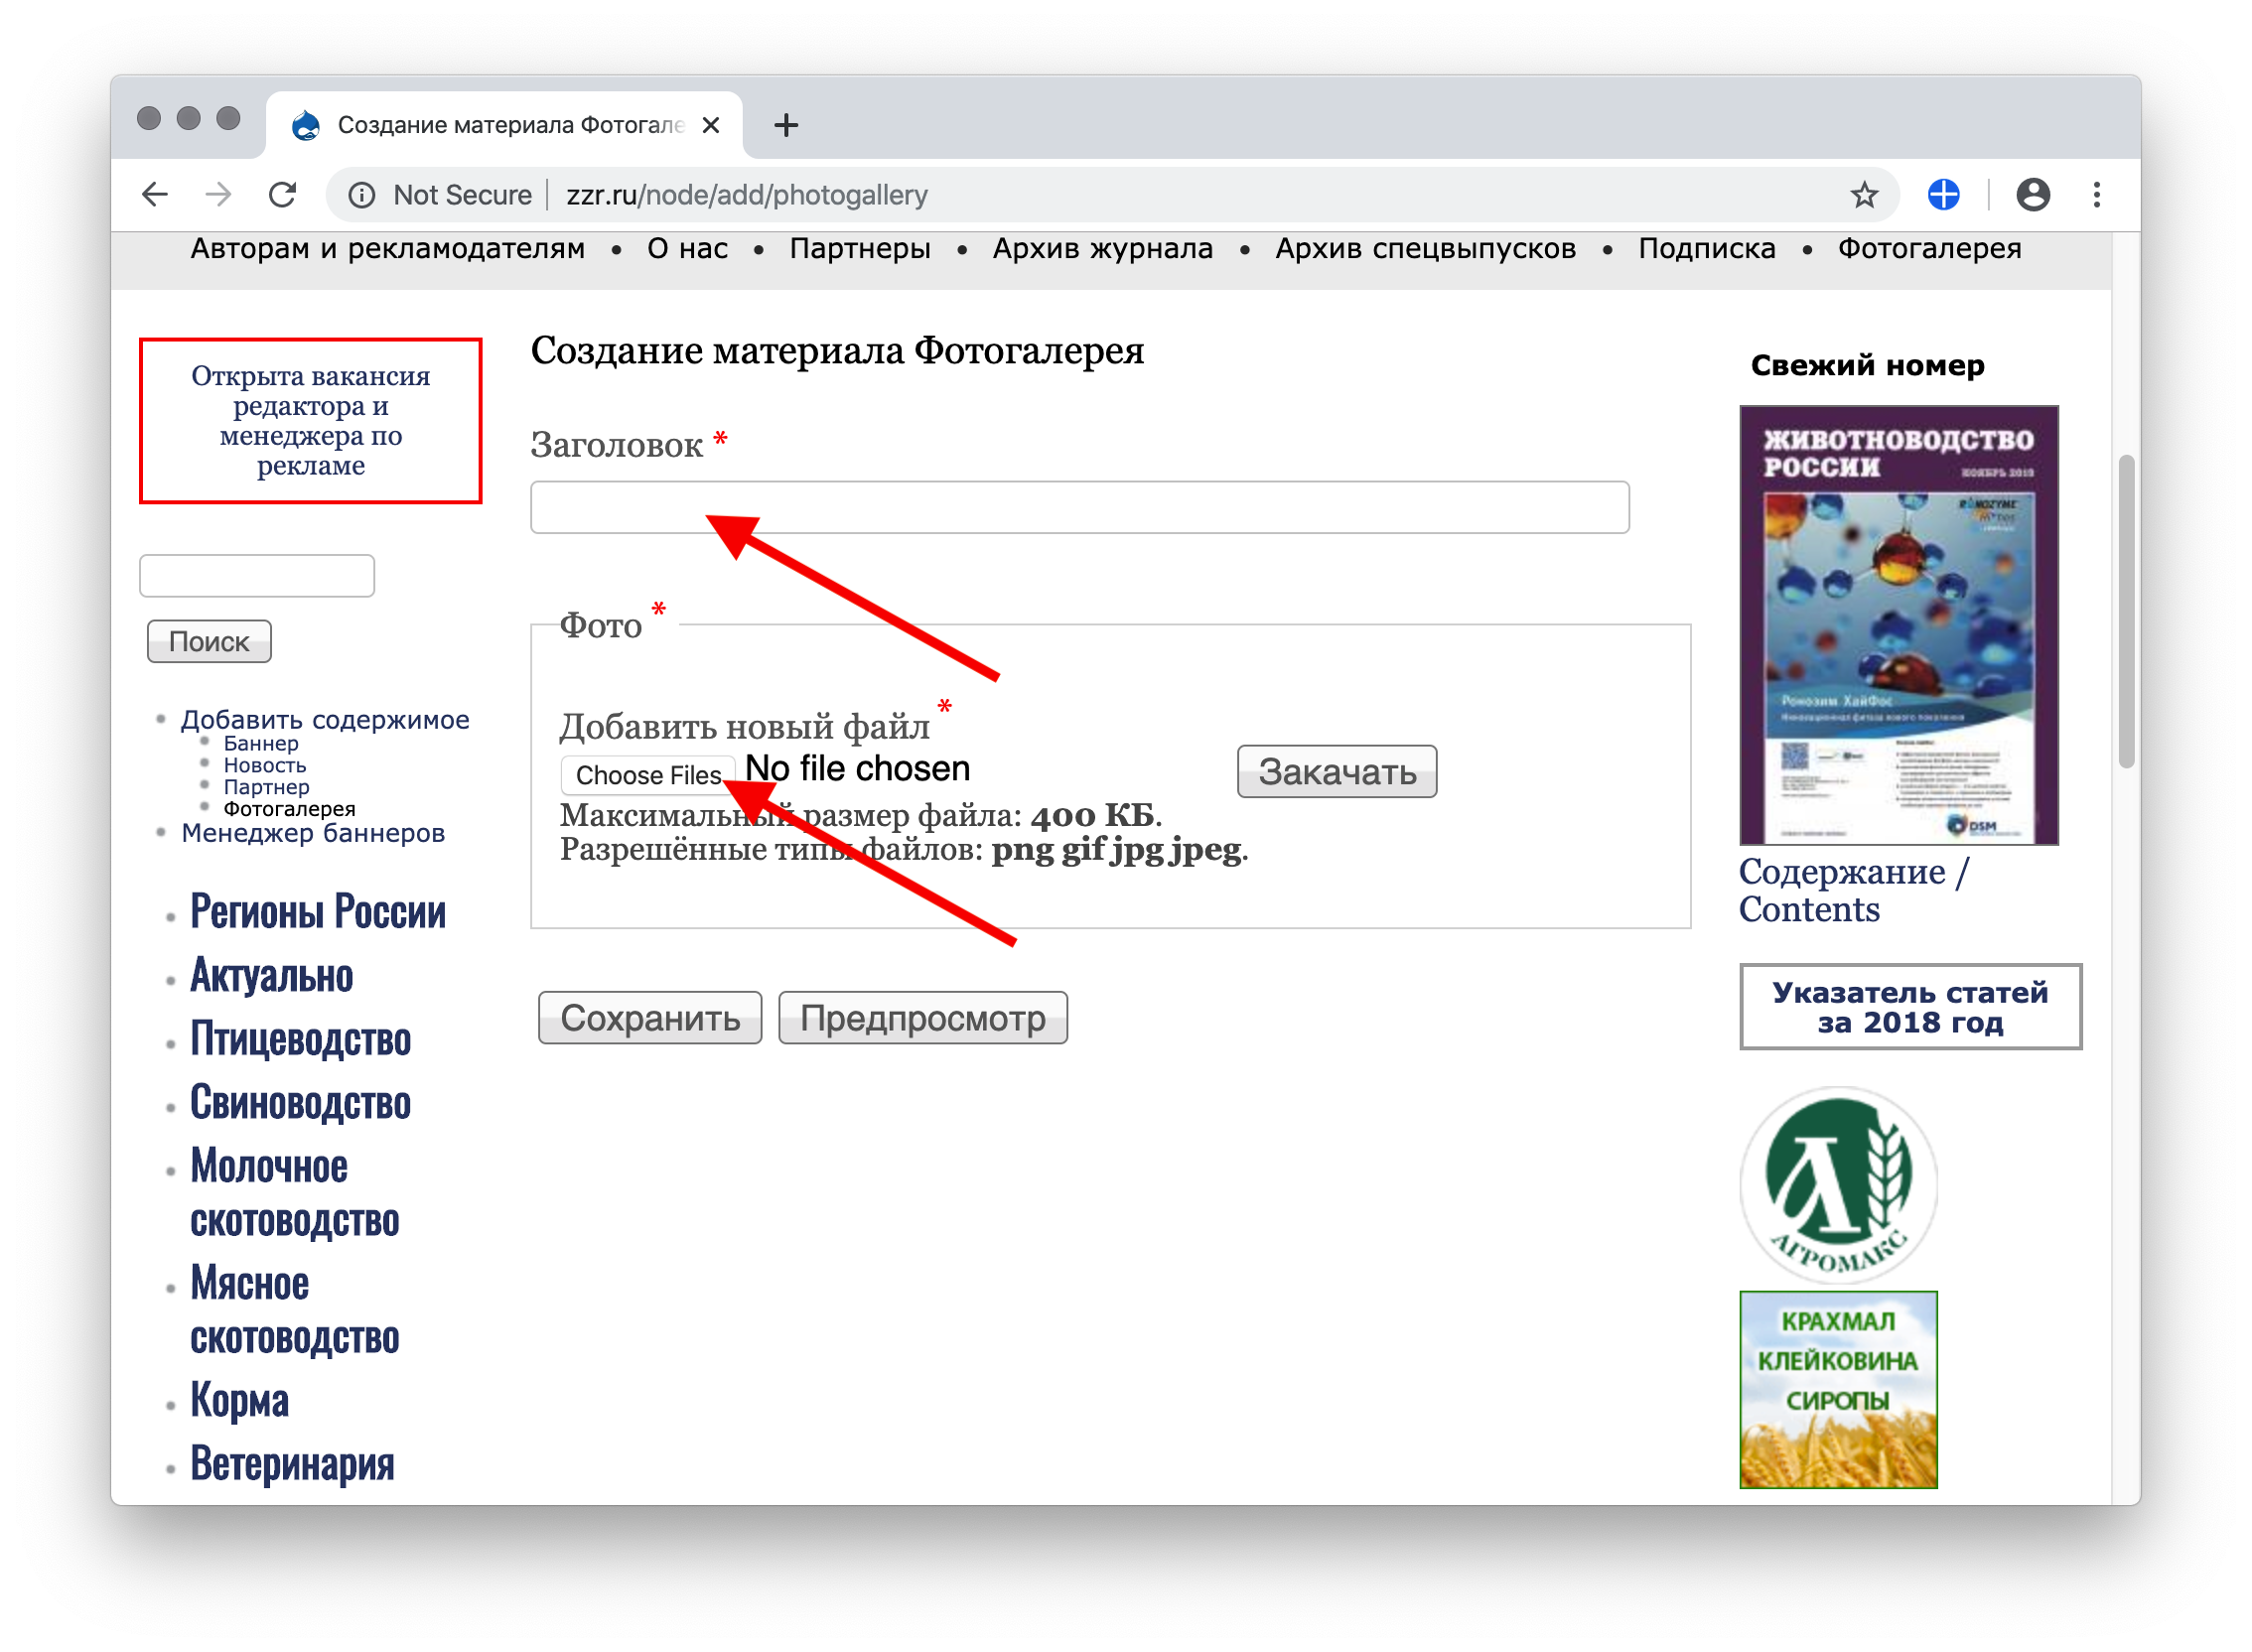 Создание материала Фотогале
Not Secure
zzr.ru/node/add/photogallery
Авторам и рекламодателям • О нас • Партнеры • Архив журнала • Архив спецвыпусков • Подписка • Фотогалерея
Открыта вакансия
редактора и
менеджера по
рекламе
Поиск
Добавить содержимое
Баннер
Новость
Партнер
Фотогалерея
Менеджер баннеров
Регионы России
Актуально
Птицеводство
Свиноводство
Молочное
скотоводство
Мясное
скотоводство
Корма
Ветеринария
Создание материала Фотогалерея
Заголовок *
Фото *
Добавить новый файл *
Choose Files No file chosen
Закачать
Максимальный размер файла: 400 КБ.
Разрешённые типы файлов: png gif jpg jpeg.
Сохранить
Предпросмотр
Свежий номер
ЖИВОТНОВОДСТВО
РОССИИ
НОЯБРЬ 2019
Ронозим ХайФос
DSM
Содержание /
Contents
Указатель статей
за 2018 год
АГРОМАКС
КРАХМАЛ
КЛЕЙКОВИНА
СИРОПЫ